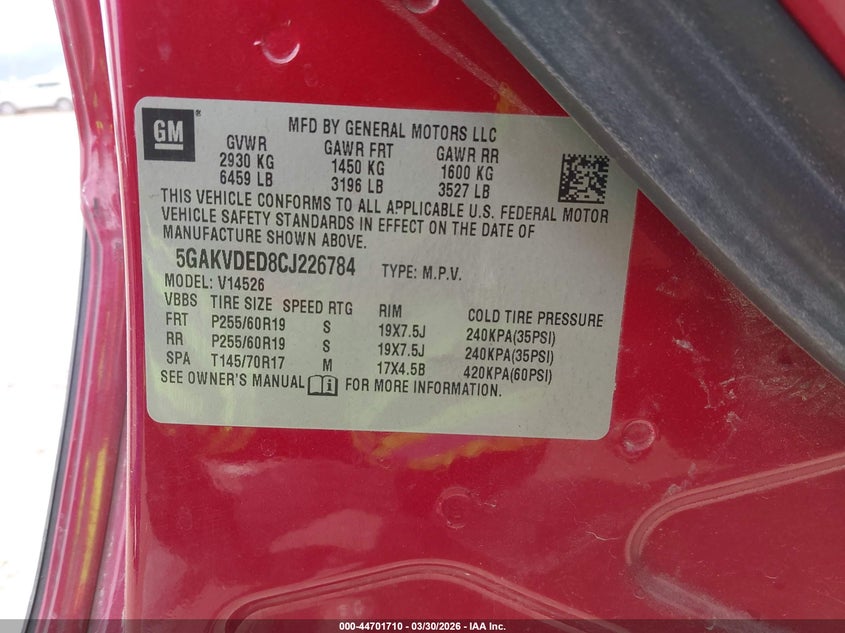 GM
MFD BY GENERAL MOTORS LLC
GVWR GAWR FRT GAWR RR
2930 KG 1450 KG 1600 KG
6459 LB 3196 LB 3527 LB
THIS VEHICLE CONFORMS TO ALL APPLICABLE U.S. FEDERAL MOTOR
VEHICLE SAFETY STANDARDS IN EFFECT ON THE DATE OF
MANUFACTURE SHOWN ABOVE.
5GAKVDED8CJ226784 TYPE: M.P.V.
MODEL: V14526
VBBS TIRE SIZE SPEED RTG RIM COLD TIRE PRESSURE
FRT P255/60R19 S 19X7.5J 240KPA(35PSI)
RR P255/60R19 S 19X7.5J 240KPA(35PSI)
SPA T145/70R17 M 17X4.5B 420KPA(60PSI)
SEE OWNER'S MANUAL i FOR MORE INFORMATION.
000-44701710 — 03/30/2026 — IAA Inc.